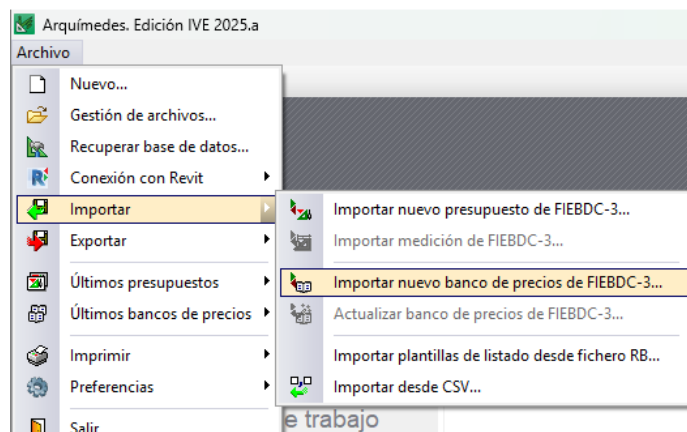 Arquímedes. Edición IVE 2025.a
Archivo
Nuevo...
Gestión de archivos...
Recuperar base de datos...
Conexión con Revit
Importar
Exportar
Últimos presupuestos
Últimos bancos de precios
Imprimir
Preferencias
Salir
Importar nuevo presupuesto de FIEBDC-3...
Importar medición de FIEBDC-3...
Importar nuevo banco de precios de FIEBDC-3...
Actualizar banco de precios de FIEBDC-3...
Importar plantillas de listado desde fichero RB...
Importar desde CSV...
e trabajo